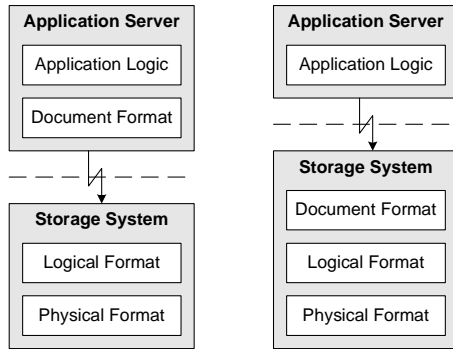 Application Server
Application Logic
Document Format
Storage System
Logical Format
Physical Format
Application Server
Application Logic
Storage System
Document Format
Logical Format
Physical Format